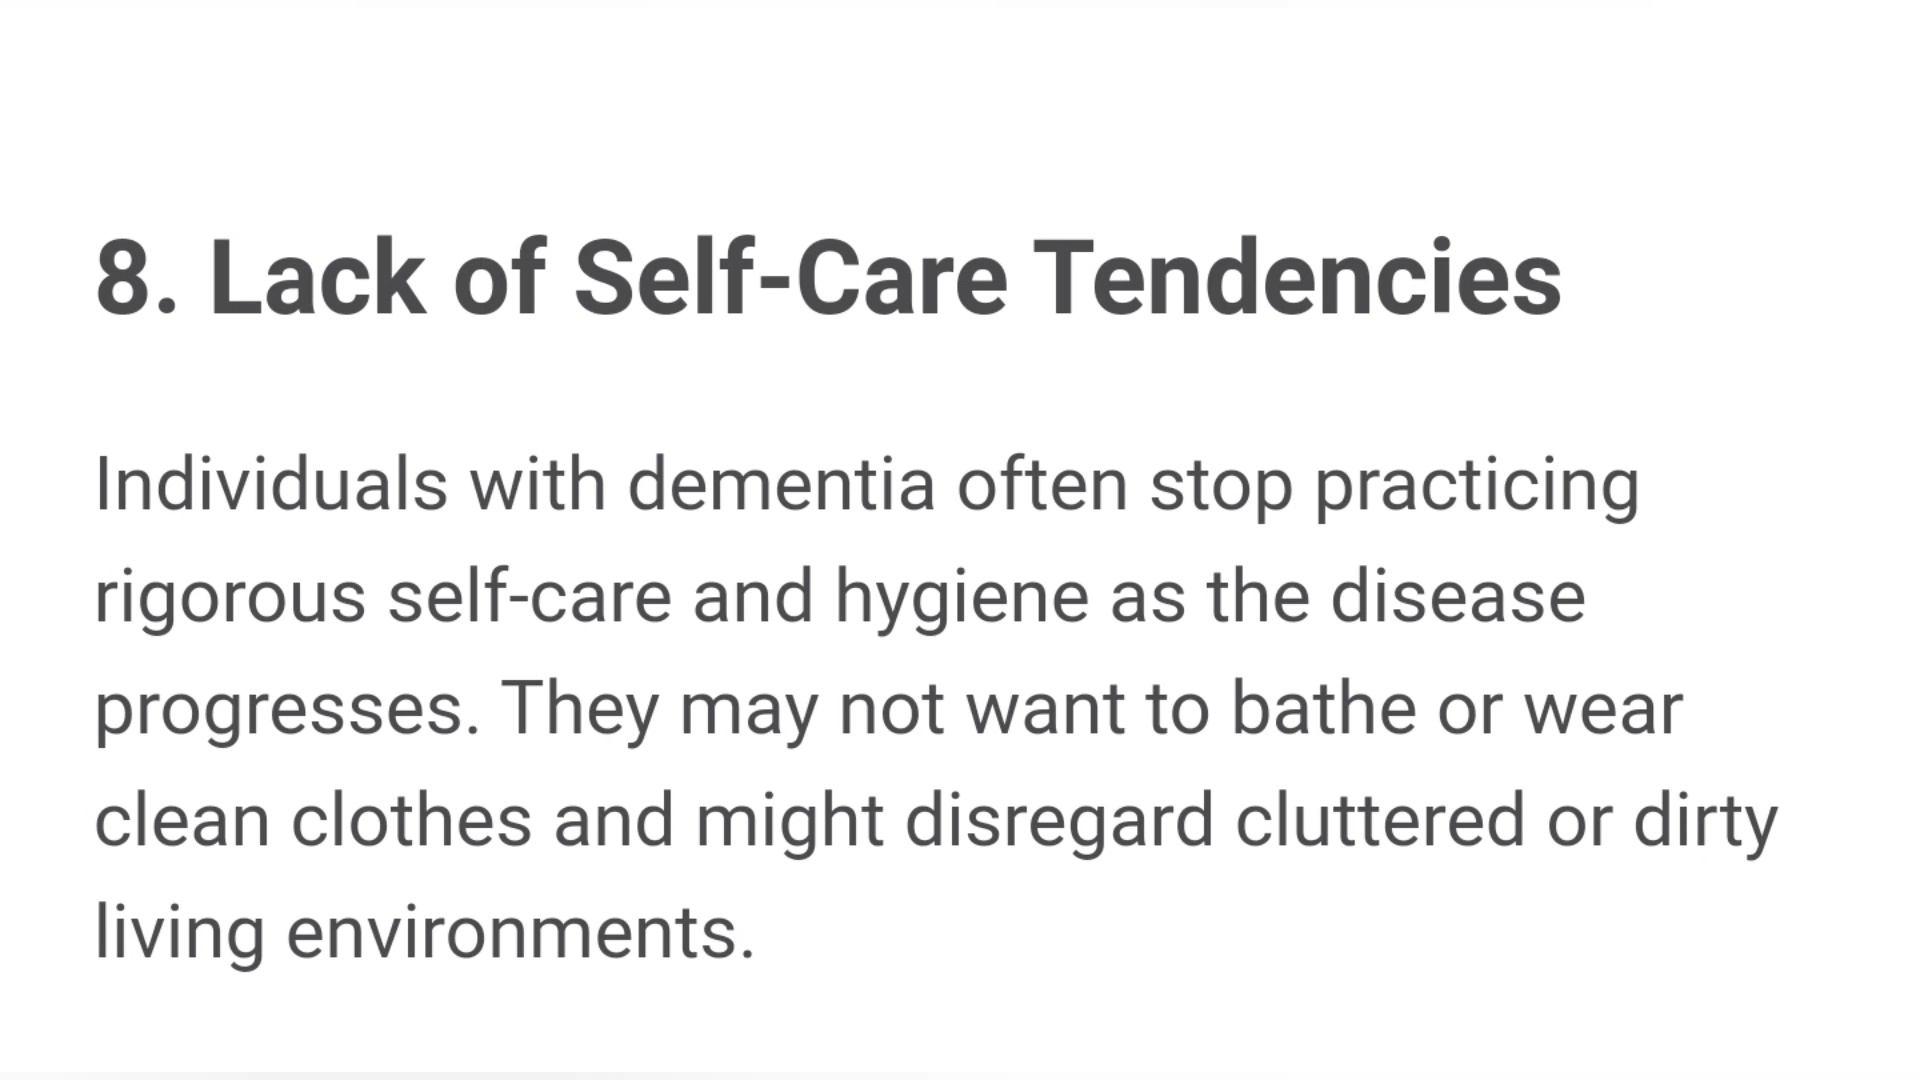 8. Lack of Self-Care Tendencies
Individuals with dementia often stop practicing
rigorous self-care and hygiene as the disease
progresses. They may not want to bathe or wear
clean clothes and might disregard cluttered or dirty
living environments.